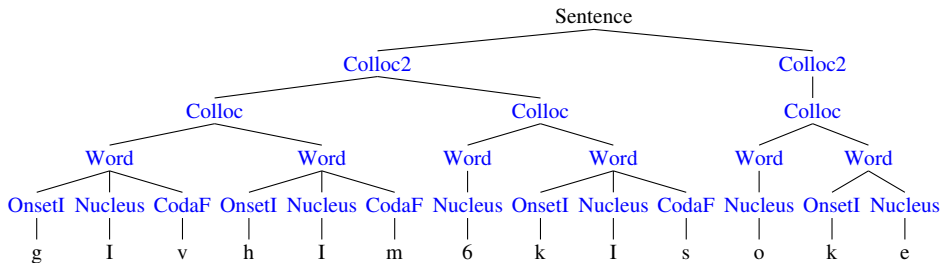 Sentence
Colloc2 Colloc2
Colloc Colloc Colloc
Word Word Word Word Word Word
OnsetI Nucleus CodaF OnsetI Nucleus CodaF Nucleus OnsetI Nucleus CodaF Nucleus OnsetI Nucleus
g I v h I m 6 k I s o k e